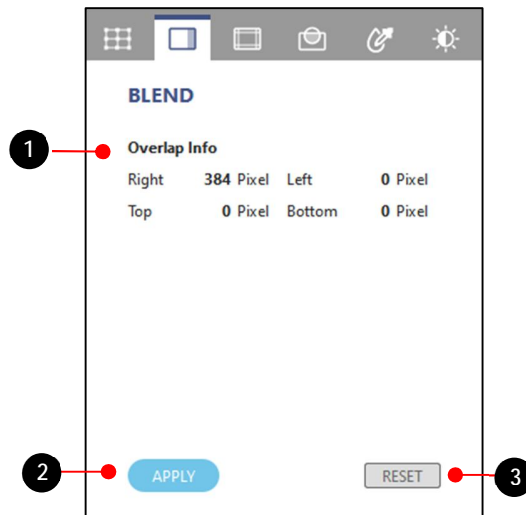 BLEND
1
Overlap Info
Right 384 Pixel Left 0 Pixel
Top 0 Pixel Bottom 0 Pixel
2
APPLY
RESET
3